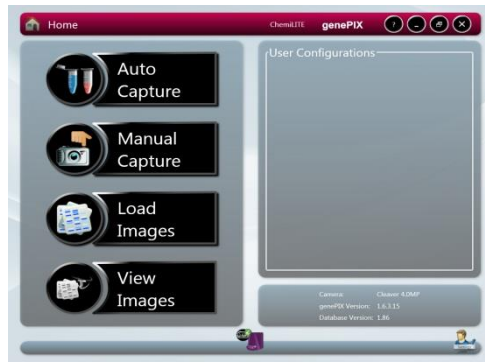 Home
ChemiLITE genePIX ?
User Configurations
Auto
Capture
Manual
Capture
Load
Images
View
Images
Camera: Cleaver 4.0MP
genePIX Version: 1.6.3.15
Database Version: 1.86